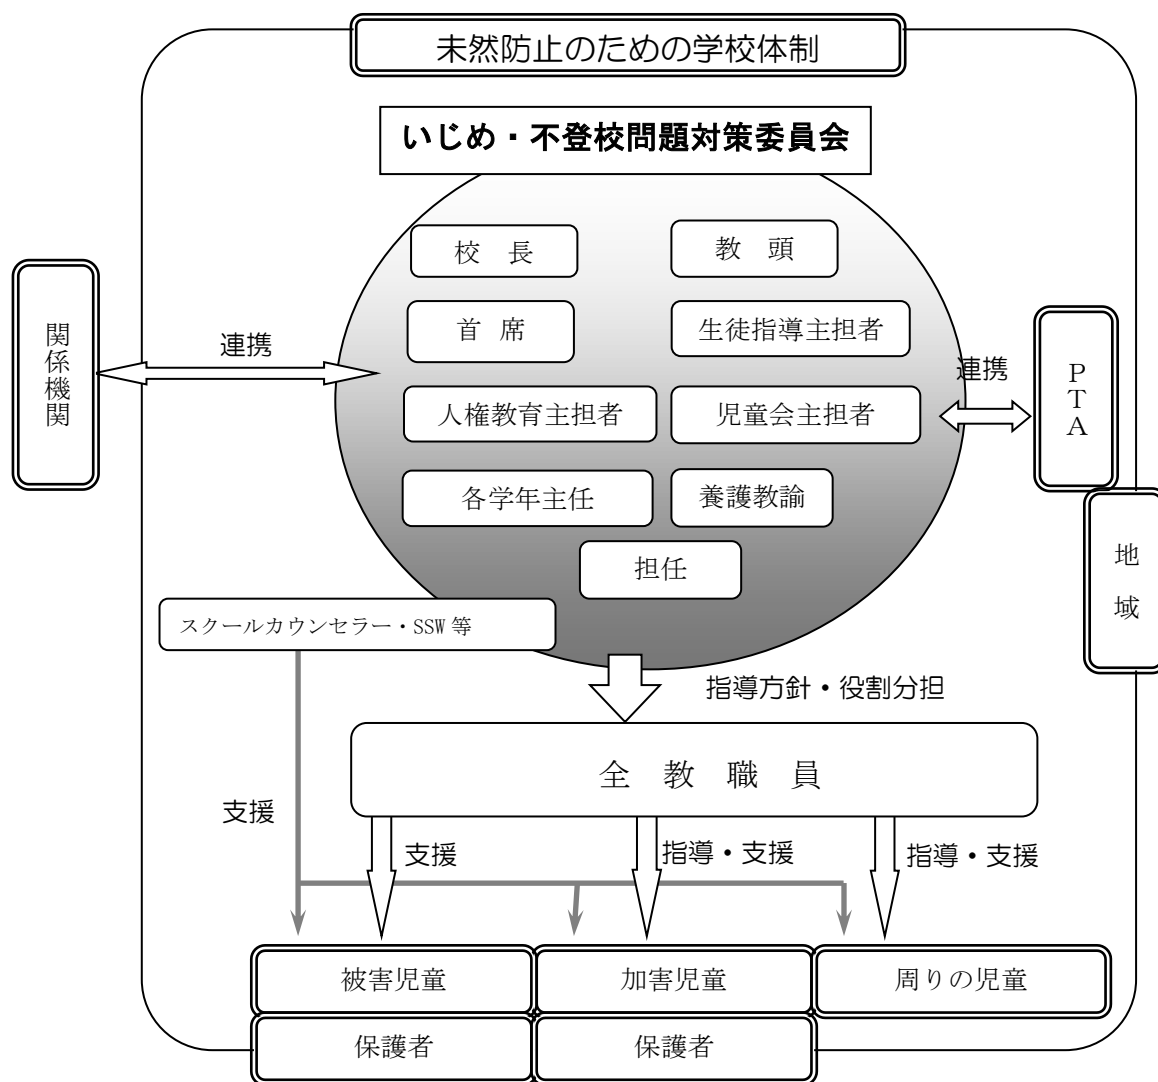 未然防止のための学校体制
いじめ・不登校問題対策委員会
校 長
教 頭
首 席
生徒指導主担者
人権教育主担者
児童会主担者
各学年主任
養護教諭
担任
スクールカウンセラー・SSW 等
関係機関
連携
連携
PTA
地域
指導方針・役割分担
全 教 職 員
支援
支援
指導・支援
指導・支援
被害児童
加害児童
周りの児童
保護者
保護者